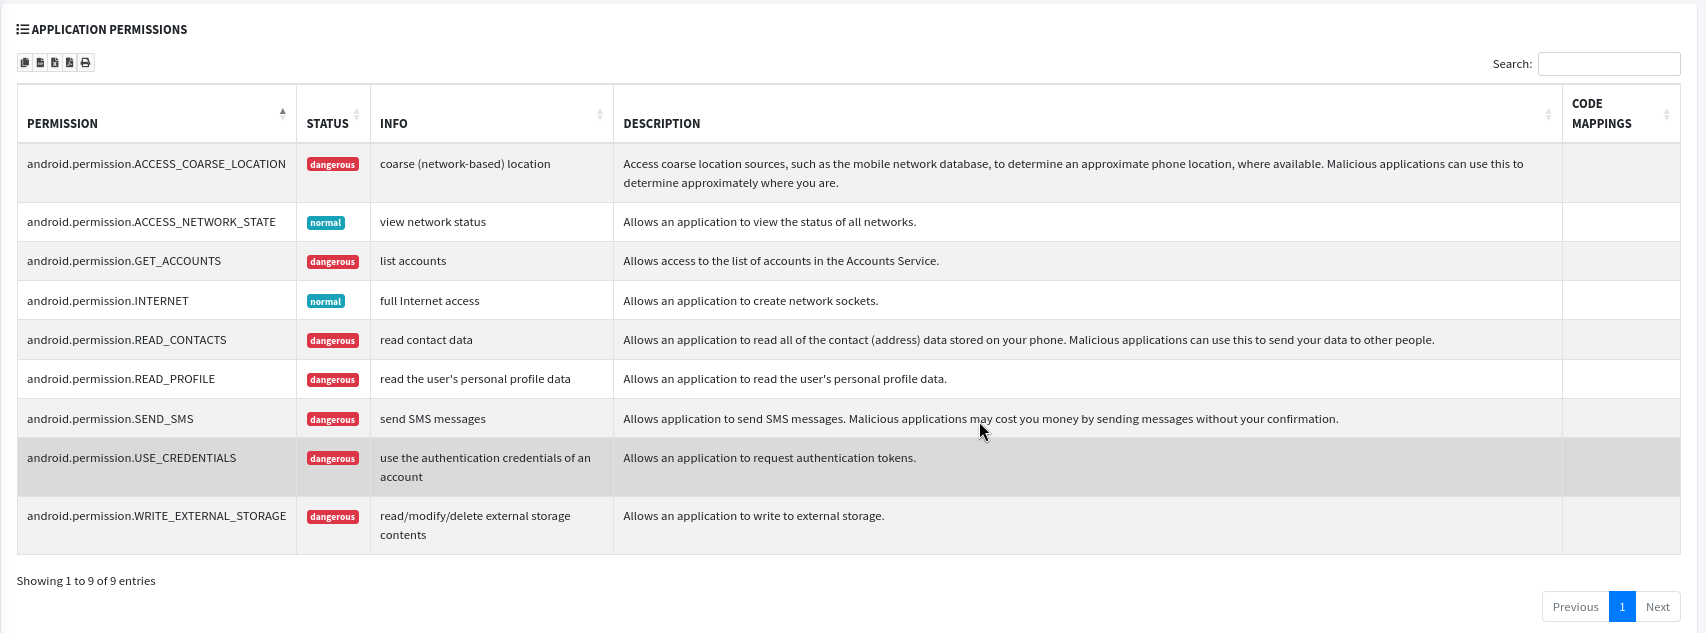 APPLICATION PERMISSIONS
Search:
PERMISSION STATUS INFO DESCRIPTION CODE MAPPINGS
android.permission.ACCESS_COARSE_LOCATION dangerous coarse (network-based) location Access coarse location sources, such as the mobile network database, to determine an approximate phone location, where available. Malicious applications can use this to
determine approximately where you are.
android.permission.ACCESS_NETWORK_STATE normal view network status Allows an application to view the status of all networks.
android.permission.GET_ACCOUNTS dangerous list accounts Allows access to the list of accounts in the Accounts Service.
android.permission.INTERNET normal full Internet access Allows an application to create network sockets.
android.permission.READ_CONTACTS dangerous read contact data Allows an application to read all of the contact (address) data stored on your phone. Malicious applications can use this to send your data to other people.
android.permission.READ_PROFILE dangerous read the user's personal profile data Allows an application to read the user's personal profile data.
android.permission.SEND_SMS dangerous send SMS messages Allows application to send SMS messages. Malicious applications may cost you money by sending messages without your confirmation.
android.permission.USE_CREDENTIALS dangerous use the authentication credentials of an Allows an application to request authentication tokens.
account
android.permission.WRITE_EXTERNAL_STORAGE dangerous read/modify/delete external storage Allows an application to write to external storage.
contents
Showing 1 to 9 of 9 entries
Previous 1 Next